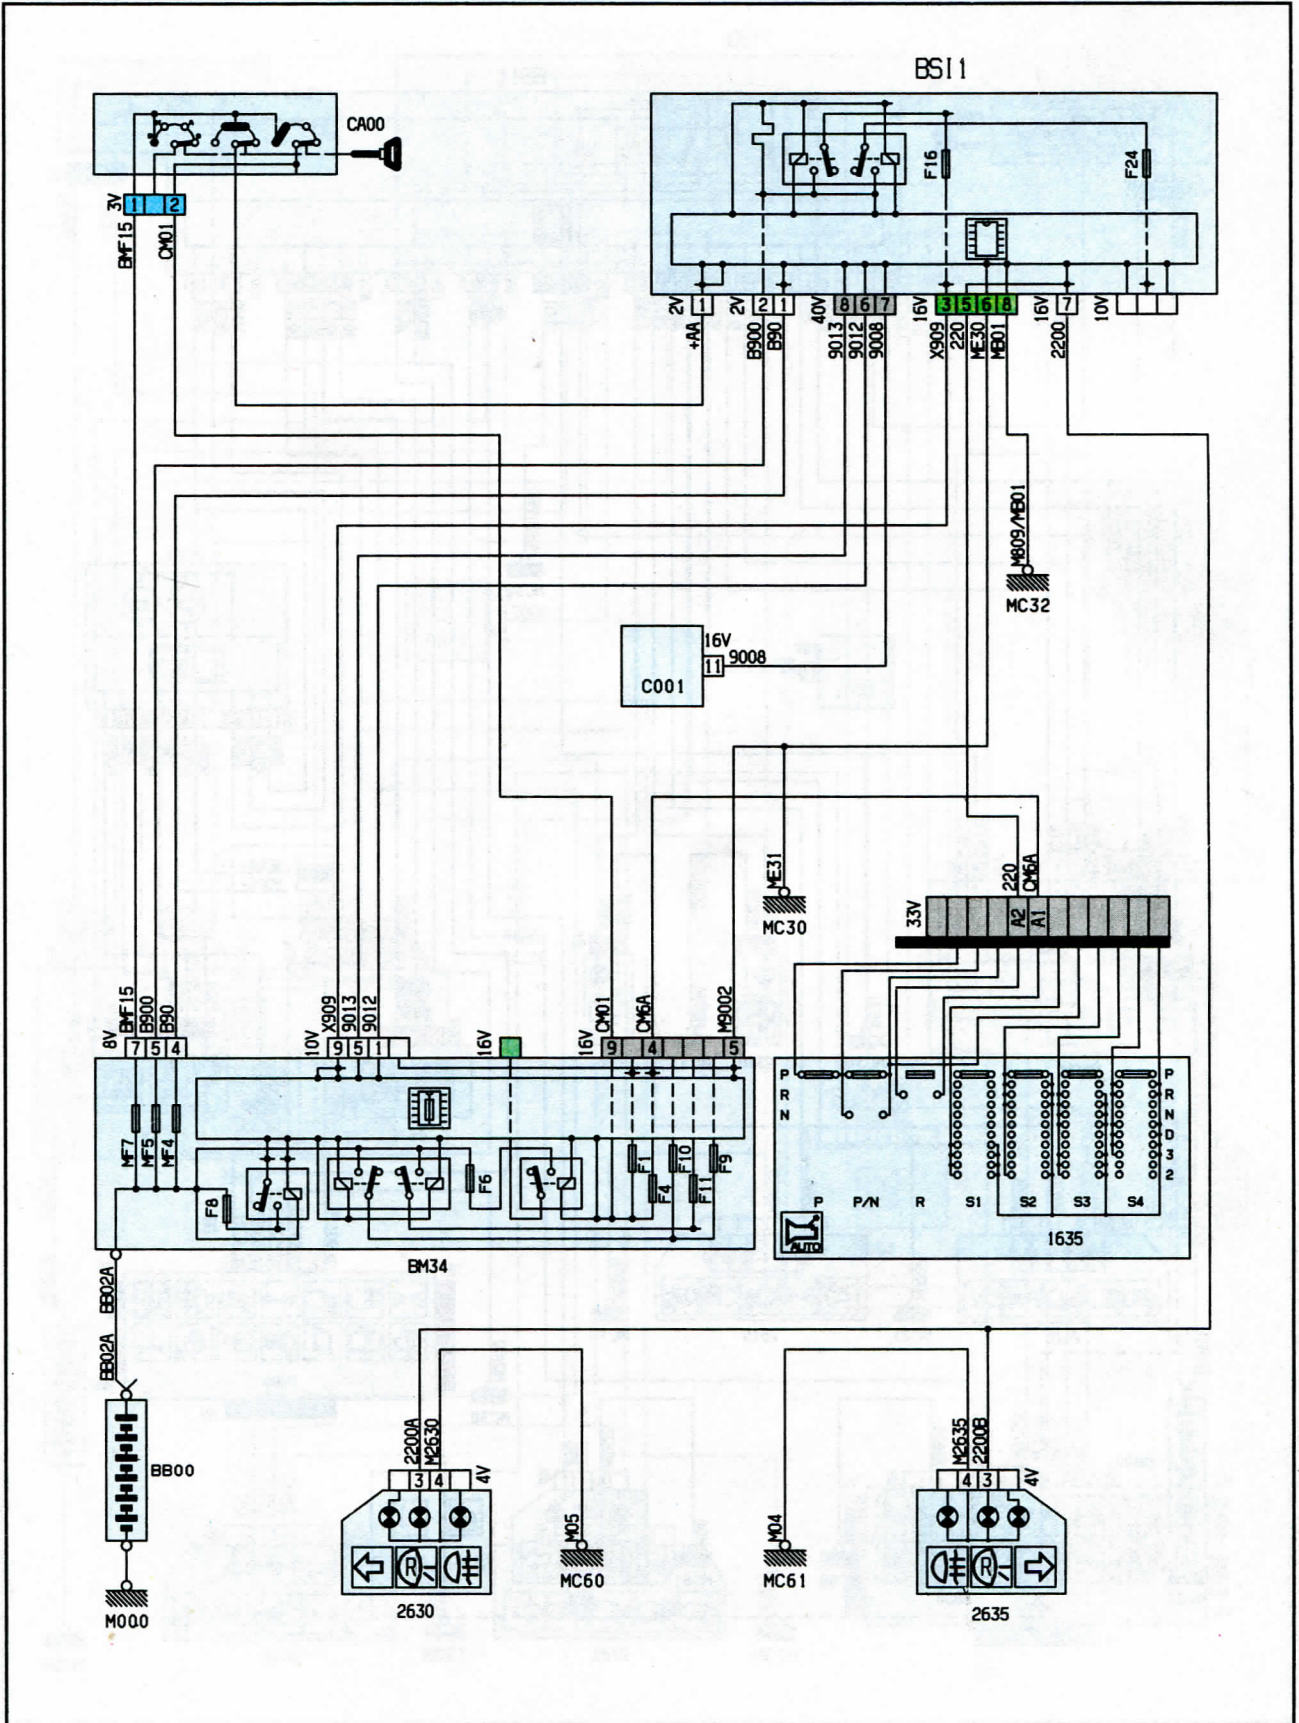 BSI1
CA00
F16
F24
3V
1
2
BMF15
CM01
2V
1
2V
2
1
40V
8
6
7
16V
3
5
6
8
16V
7
10V
+AA
B900
B90
9013
9012
9008
X909
220
ME30
MB01
2200
M809/MB01
MC32
16V
11
9008
C001
ME31
MC30
220
CM6A
33V
A2
A1
8V
BMF15
B900
B90
7
5
4
10V
X909
9013
9012
9
5
1
16V
16V
CM01
CM6A
M9002
9
4
5
MF7
MF5
MF4
F8
F6
F1
F4
F10
F11
F9
BM34
P
R
N
P
R
N
D
3
2
P
P/N
R
S1
S2
S3
S4
AUTO
1635
BB02A
BB02A
BB00
M000
2200A
M2630
3
4
4V
R
2630
M05
MC60
M04
MC61
M2635
2200B
4
3
4V
R
2635